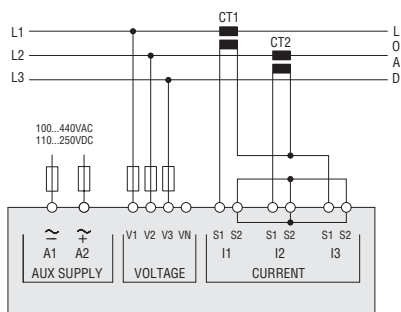 CT1
L1
L
CT2
L2
O
A
L3
D
100...440VAC
110...250VDC
V1 V2 V3 VN
S1 S2 S1 S2 S1 S2
A1 A2
I1 I2 I3
AUX SUPPLY VOLTAGE CURRENT